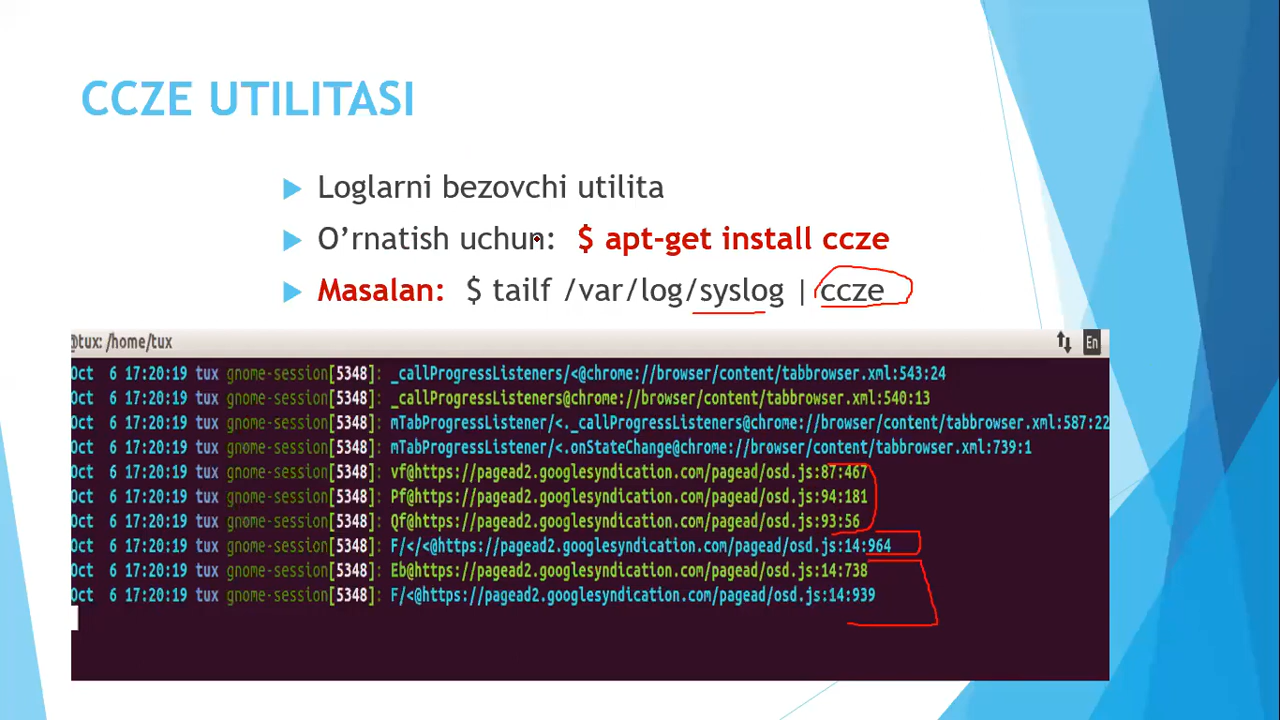 CCZE UTILITASI
Loglarni bezovchi utilita
O’rnatish uchun: $ apt-get install ccze
Masalan: $ tailf /var/log/syslog | ccze
@tux: /home/tux
En
Oct 6 17:20:19 tux gnome-session[5348]: _callProgressListeners/<@chrome://browser/content/tabbrowser.xml:543:24
Oct 6 17:20:19 tux gnome-session[5348]: _callProgressListeners@chrome://browser/content/tabbrowser.xml:540:13
Oct 6 17:20:19 tux gnome-session[5348]: mTabProgressListener/<._callProgressListeners@chrome://browser/content/tabbrowser.xml:587:22
Oct 6 17:20:19 tux gnome-session[5348]: mTabProgressListener/<.onStateChange@chrome://browser/content/tabbrowser.xml:739:1
Oct 6 17:20:19 tux gnome-session[5348]: vf@https://pagead2.googlesyndication.com/pagead/osd.js:87:467
Oct 6 17:20:19 tux gnome-session[5348]: Pf@https://pagead2.googlesyndication.com/pagead/osd.js:94:181
Oct 6 17:20:19 tux gnome-session[5348]: Qf@https://pagead2.googlesyndication.com/pagead/osd.js:93:56
Oct 6 17:20:19 tux gnome-session[5348]: F/</<@https://pagead2.googlesyndication.com/pagead/osd.js:14:964
Oct 6 17:20:19 tux gnome-session[5348]: Eb@https://pagead2.googlesyndication.com/pagead/osd.js:14:738
Oct 6 17:20:19 tux gnome-session[5348]: F/<@https://pagead2.googlesyndication.com/pagead/osd.js:14:939